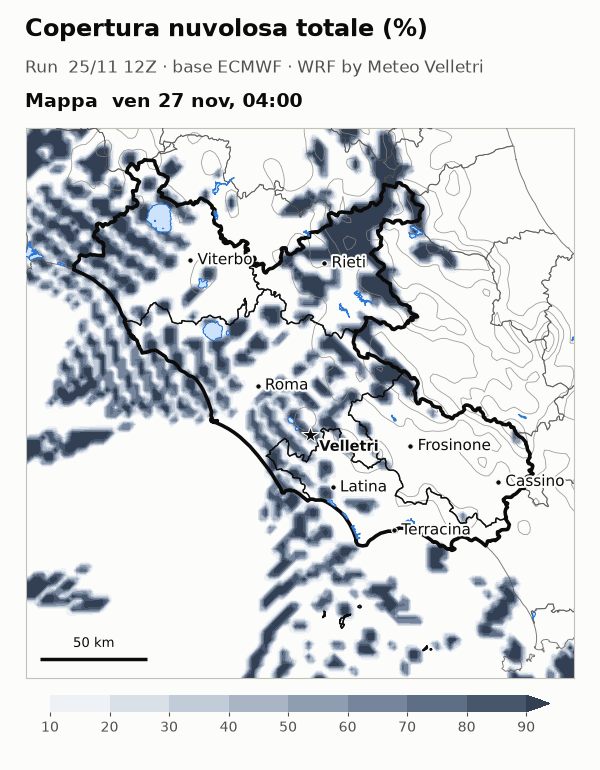 Copertura nuvolosa totale (%)
Run 25/11 12Z · base ECMWF · WRF by Meteo Velletri
Mappa ven 27 nov, 04:00
Viterbo
Rieti
Roma
Velletri
Frosinone
Latina
Cassino
Terracina
50 km
10 20 30 40 50 60 70 80 90